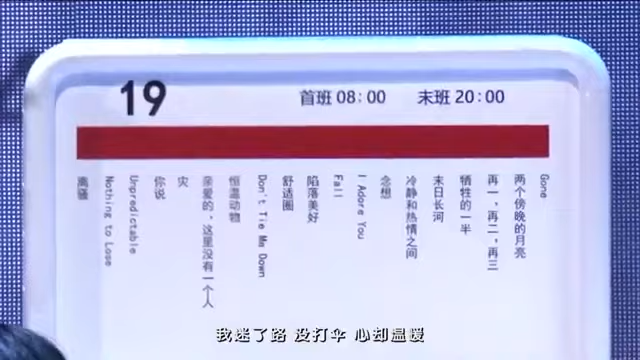 19
首班 08:00
末班 20:00
离骚
Nothing to Lose
Unpredictable
你说
灾
亲爱的，这里没有一个人
恒温动物
Don't Tie Me Down
舒适圈
陷落美好
Fall
I Adore You
念想
冷静和热情之间
末日长河
牺牲的一半
再一，再二，再三
两个傍晚的月亮
Gone
我迷了路 没打伞 心却温暖